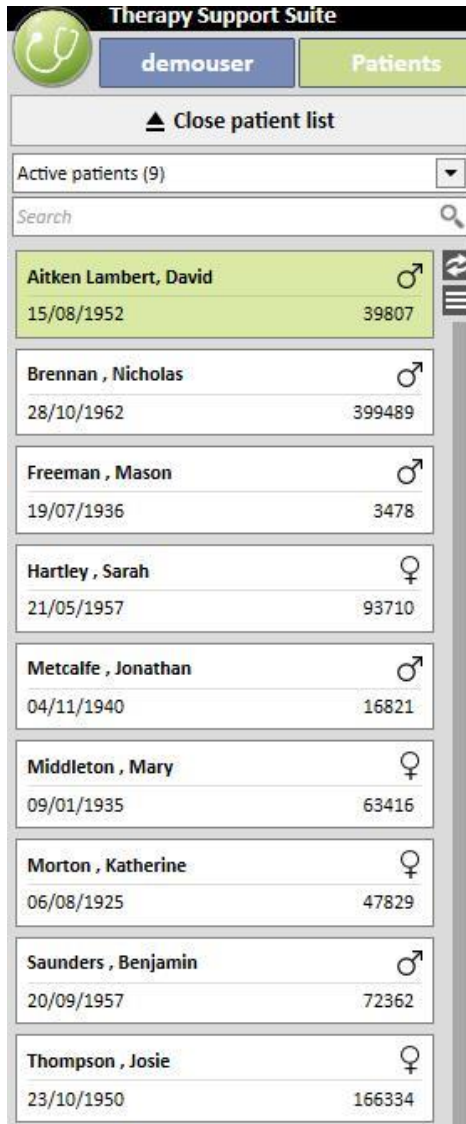 Therapy Support Suite
demouser Patients
Close patient list
Active patients (9)
Search
Aitken Lambert, David
15/08/1952 39807
Brennan , Nicholas
28/10/1962 399489
Freeman , Mason
19/07/1936 3478
Hartley , Sarah
21/05/1957 93710
Metcalfe , Jonathan
04/11/1940 16821
Middleton , Mary
09/01/1935 63416
Morton , Katherine
06/08/1925 47829
Saunders , Benjamin
20/09/1957 72362
Thompson , Josie
23/10/1950 166334